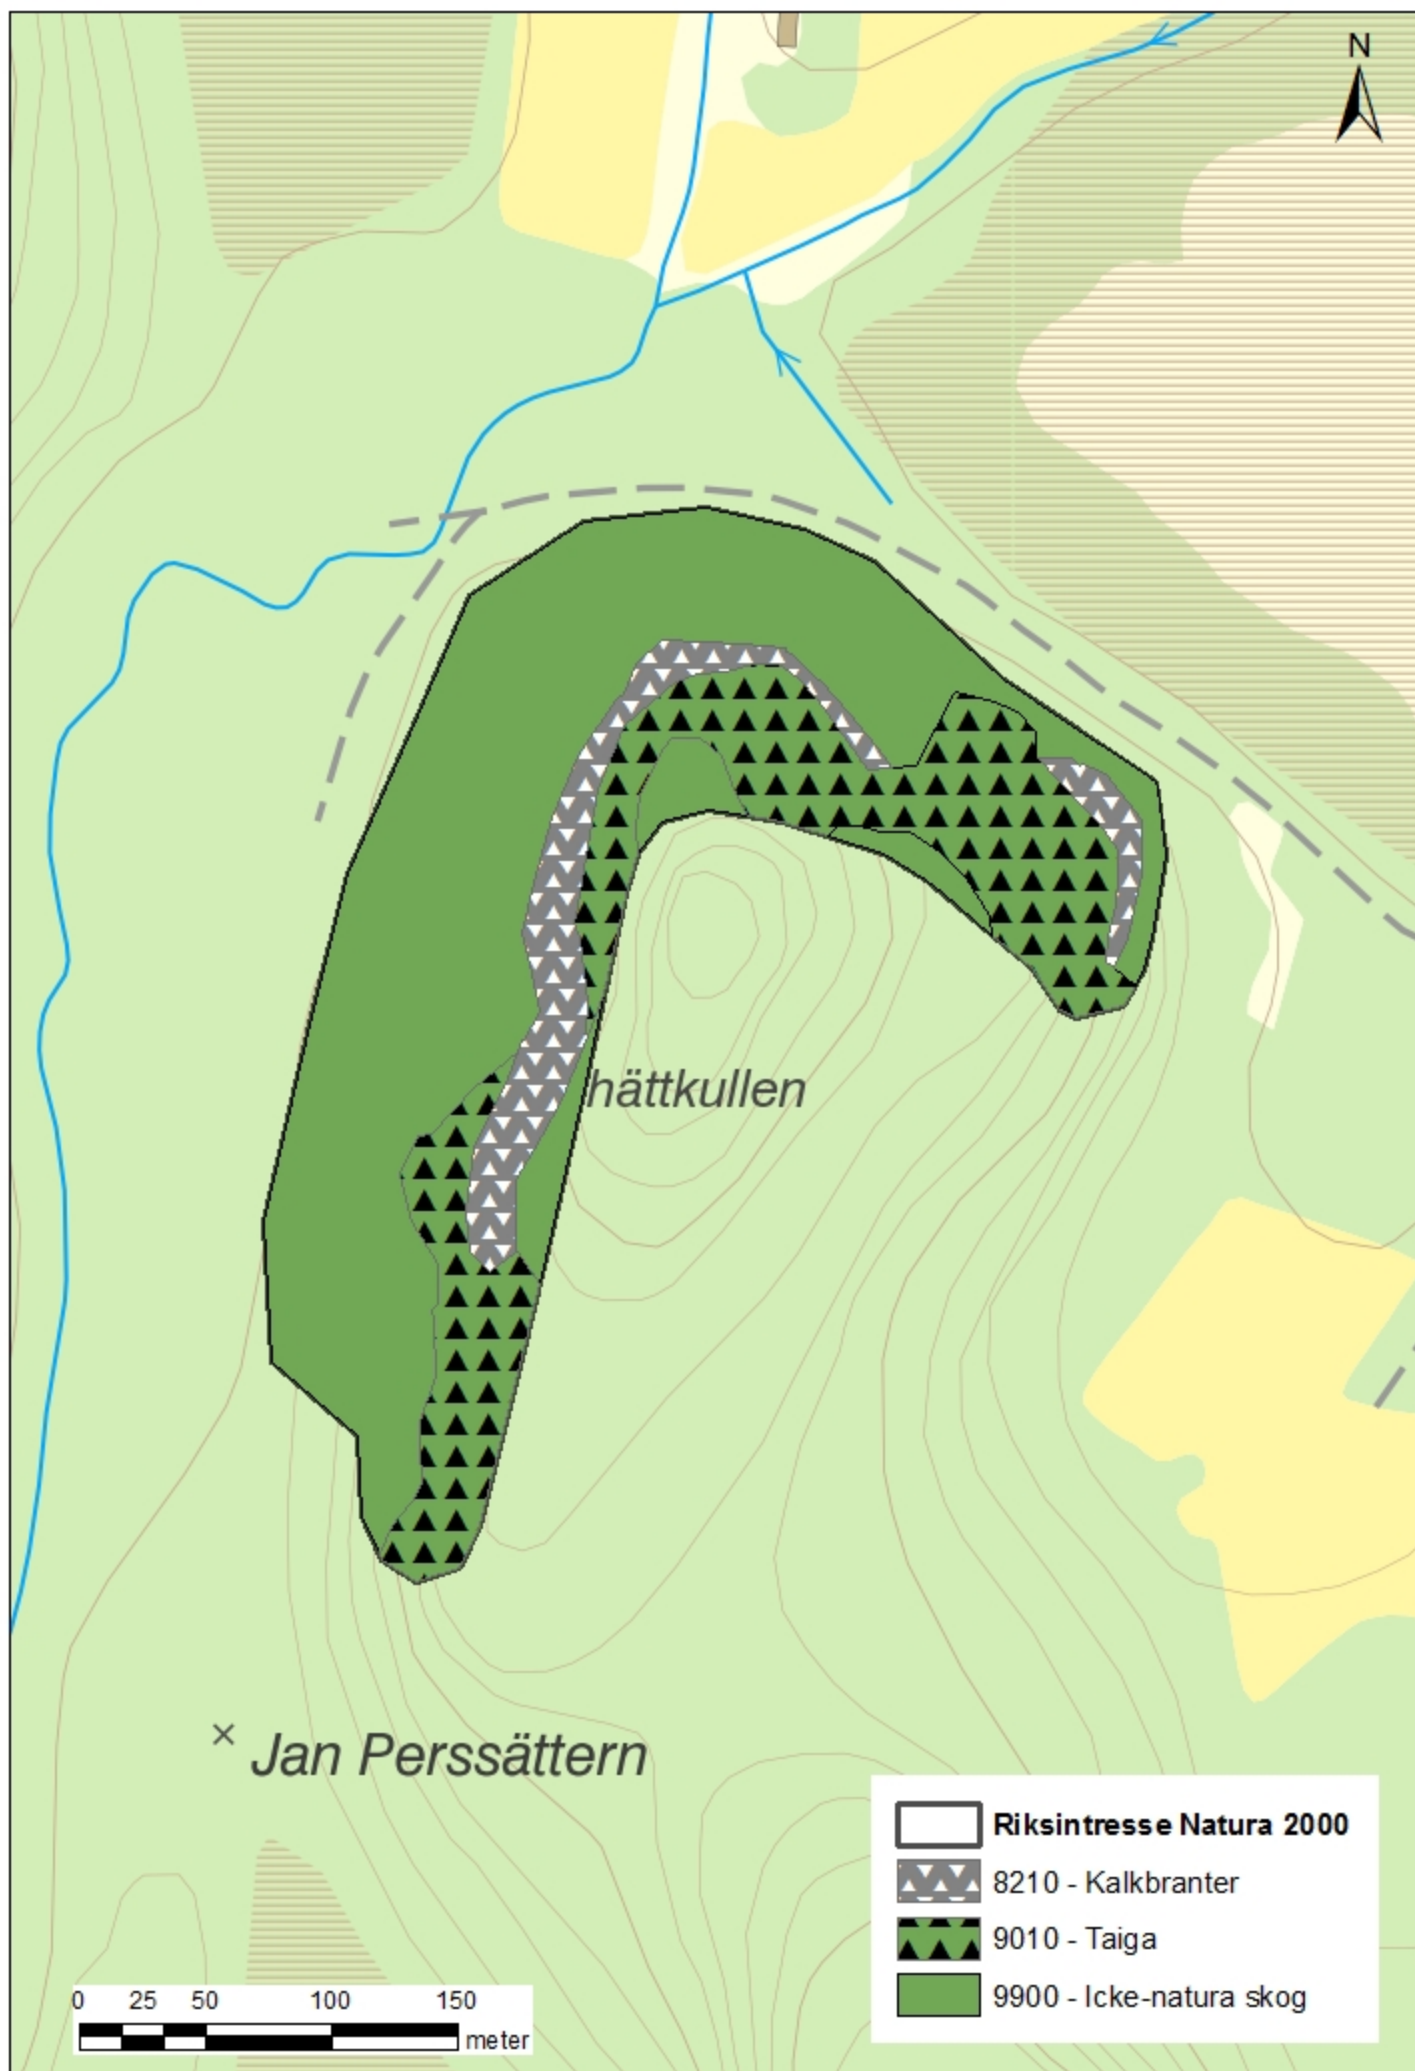 N
hättkullen
Jan Perssättern
Riksintresse Natura 2000
8210 - Kalkbranter
9010 - Taiga
9900 - Icke-natura skog
0 25 50 100 150
meter